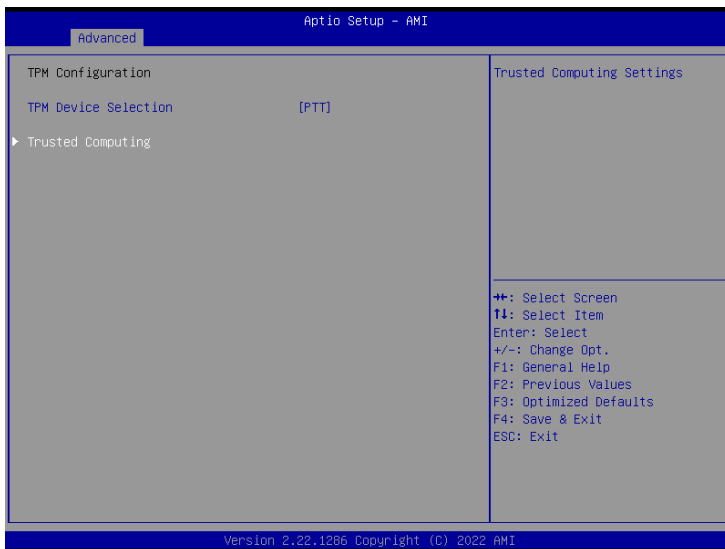 Aptio Setup – AMI
Advanced
TPM Configuration
TPM Device Selection [PTT]
Trusted Computing
Trusted Computing Settings
→←: Select Screen
↑↓: Select Item
Enter: Select
+/-: Change Opt.
F1: General Help
F2: Previous Values
F3: Optimized Defaults
F4: Save & Exit
ESC: Exit
Version 2.22.1286 Copyright (C) 2022 AMI